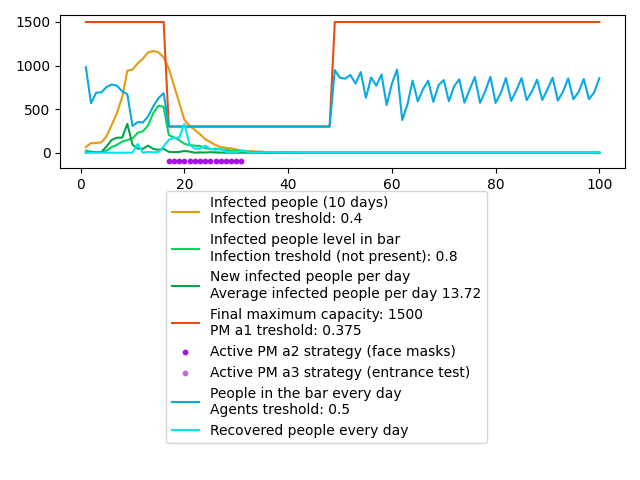 1500
1000
500
0
0
20
40
60
80
100
Infected people (10 days)
Infection treshold: 0.4
Infected people level in bar
Infection treshold (not present): 0.8
New infected people per day
Average infected people per day 13.72
Final maximum capacity: 1500
PM a1 treshold: 0.375
Active PM a2 strategy (face masks)
Active PM a3 strategy (entrance test)
People in the bar every day
Agents treshold: 0.5
Recovered people every day